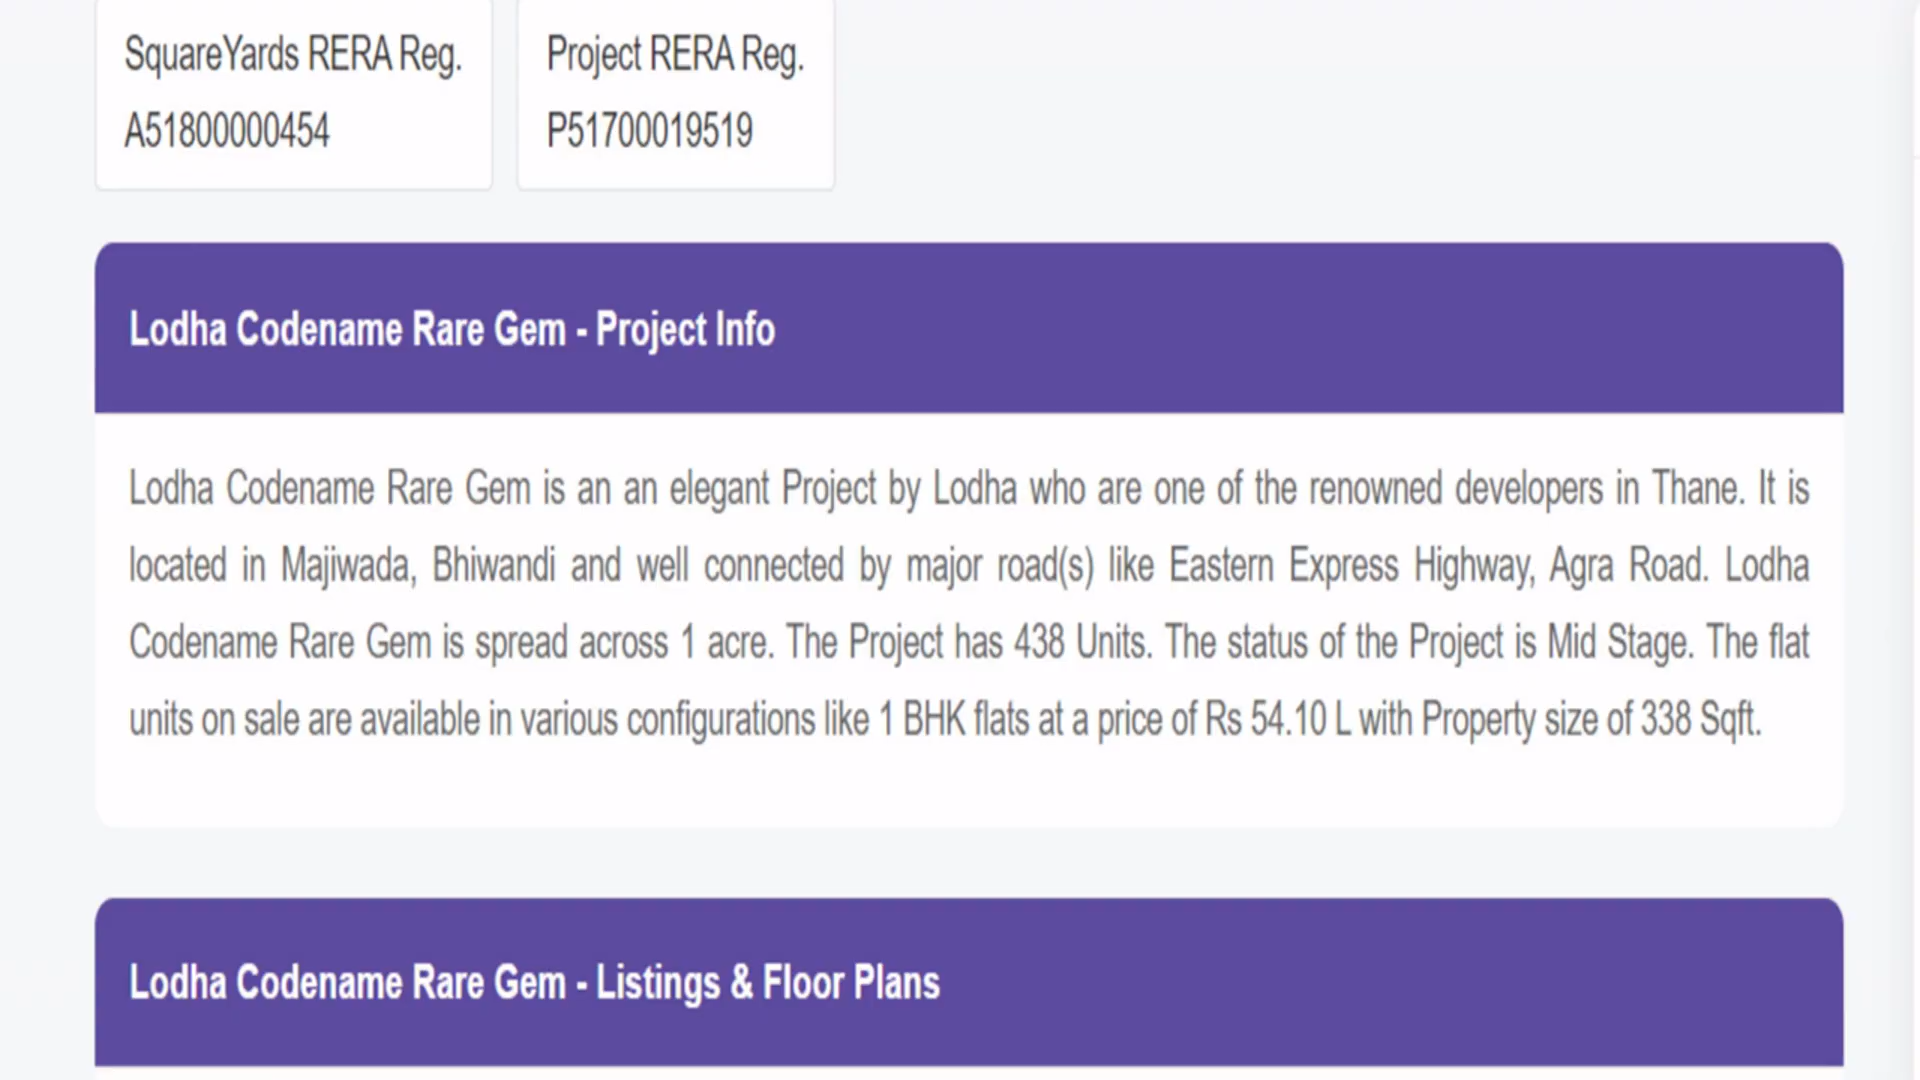 SquareYards RERA Reg.
A51800000454
Project RERA Reg.
P51700019519
Lodha Codename Rare Gem - Project Info
Lodha Codename Rare Gem is an an elegant Project by Lodha who are one of the renowned developers in Thane. It is
located in Majiwada, Bhiwandi and well connected by major road(s) like Eastern Express Highway, Agra Road. Lodha
Codename Rare Gem is spread across 1 acre. The Project has 438 Units. The status of the Project is Mid Stage. The flat
units on sale are available in various configurations like 1 BHK flats at a price of Rs 54.10 L with Property size of 338 Sqft.
Lodha Codename Rare Gem - Listings & Floor Plans